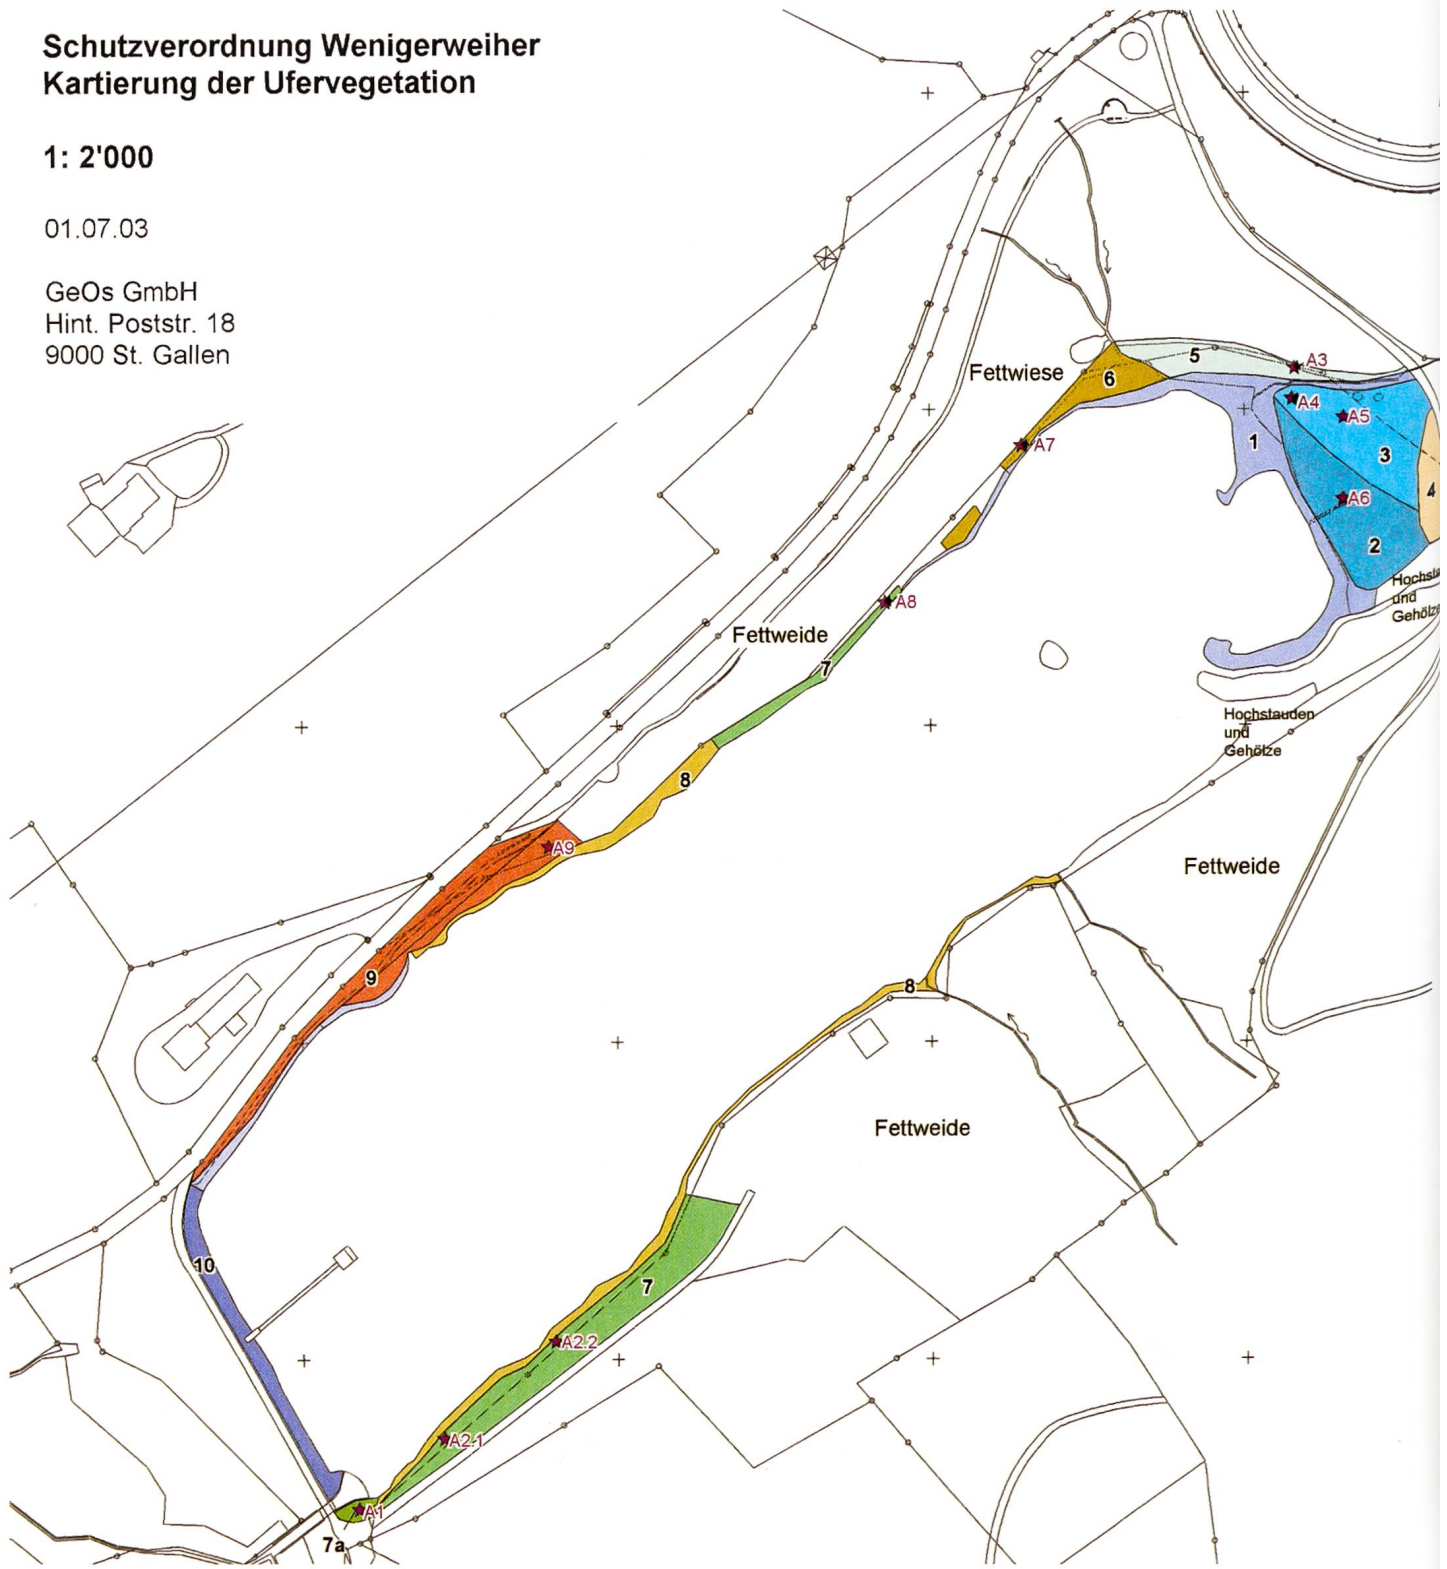 Schutzverordnung Wenigerweiher
Kartierung der Ufervegetation
1: 2'000
01.07.03
GeOs GmbH
Hint. Poststr. 18
9000 St. Gallen
5
A3
Fettwiese
6
A4
A5
A7
1
3
4
A6
2
Hochsta
und
Gehölze
A8
Fettweide
7
Hochstauden
und
Gehölze
8
A9
Fettweide
9
8
Fettweide
10
7
A2.2
A2.1
A1
7a